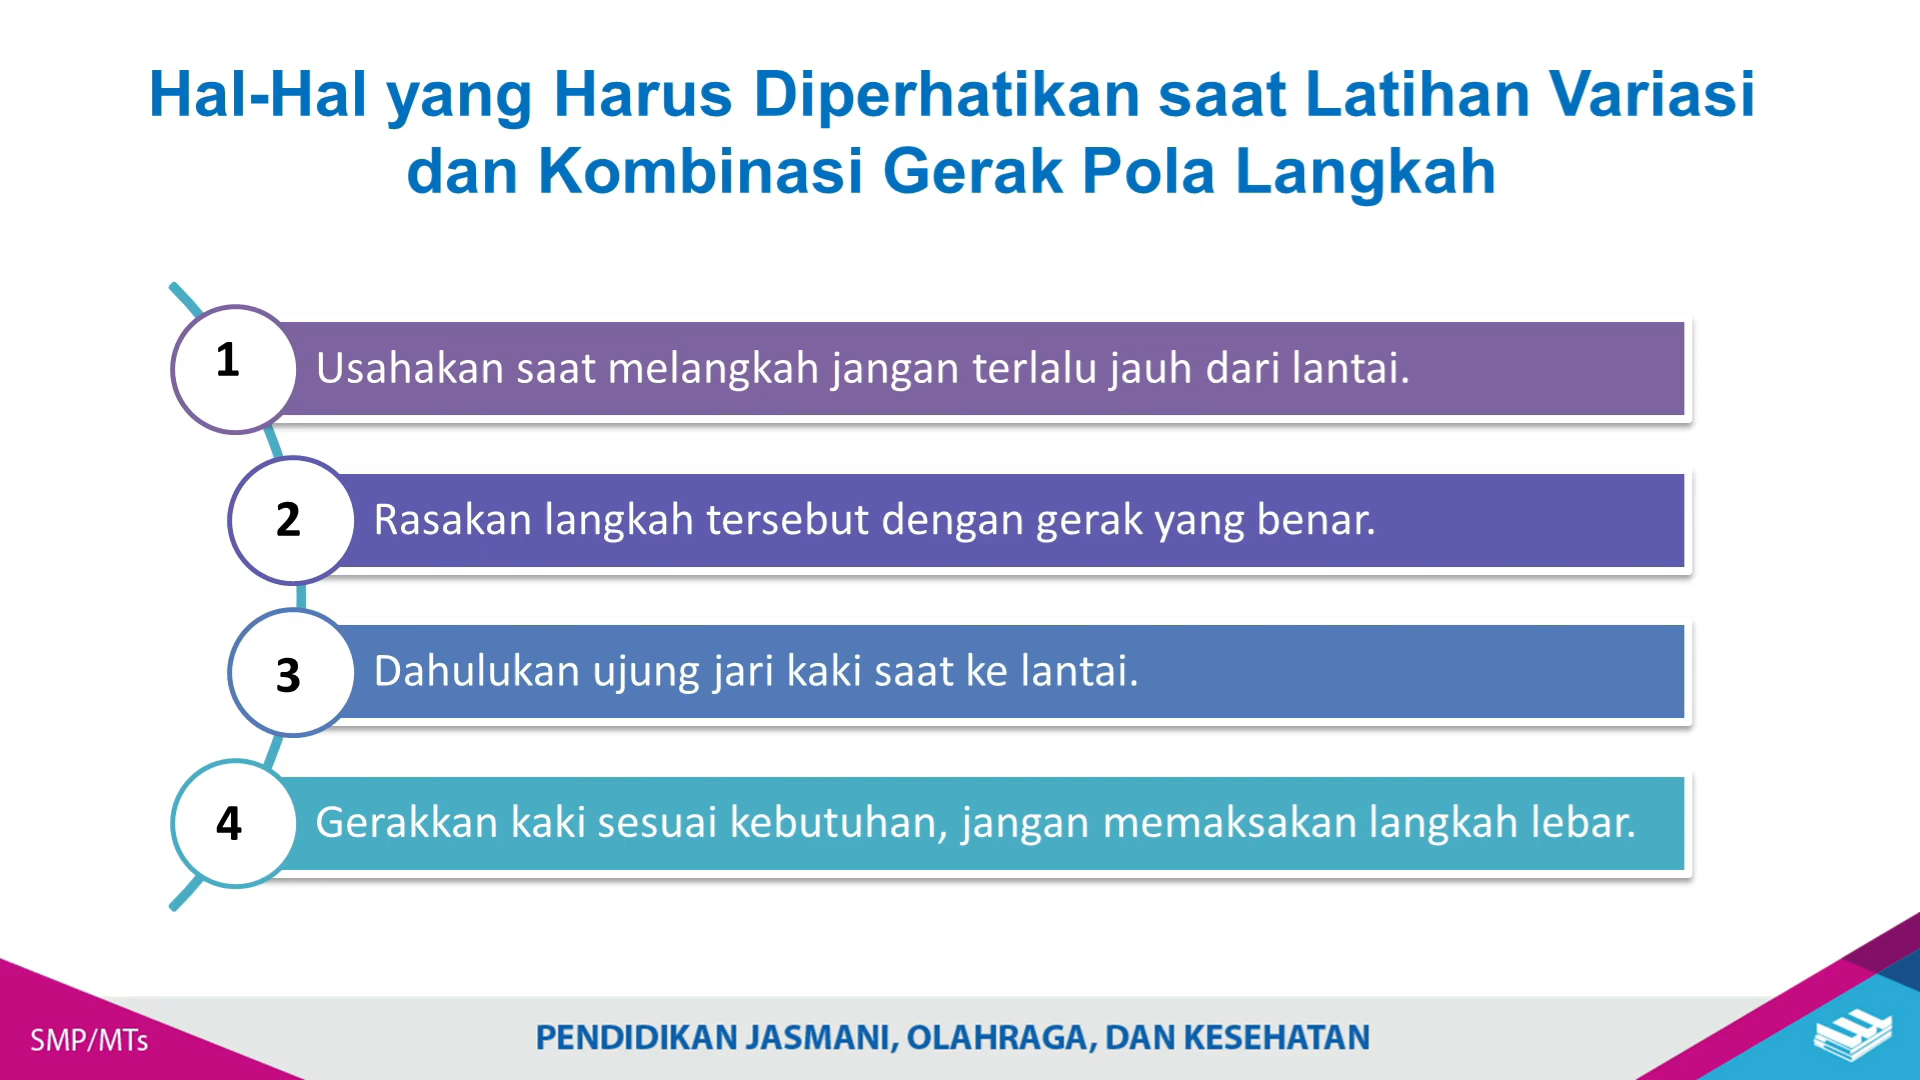 Hal-Hal yang Harus Diperhatikan saat Latihan Variasi
dan Kombinasi Gerak Pola Langkah
1
Usahakan saat melangkah jangan terlalu jauh dari lantai.
2
Rasakan langkah tersebut dengan gerak yang benar.
3
Dahulukan ujung jari kaki saat ke lantai.
4
Gerakkan kaki sesuai kebutuhan, jangan memaksakan langkah lebar.
SMP/MTs
PENDIDIKAN JASMANI, OLAHRAGA, DAN KESEHATAN